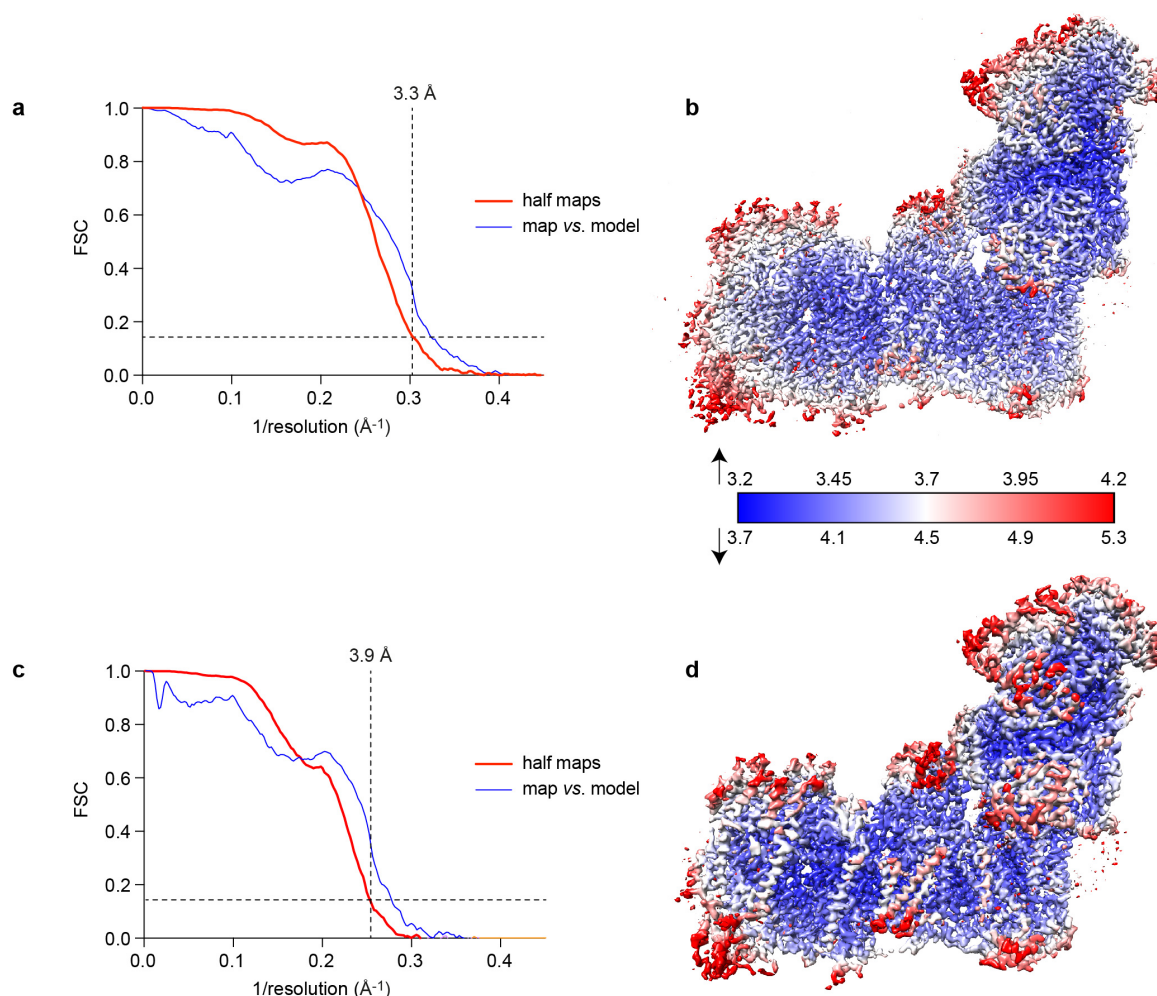 a
3.3 Å
b
1.0
0.8
0.6
0.4
0.2
0.0
FSC
half maps
map vs. model
0.0 0.1 0.2 0.3 0.4
1/resolution (Å-1)
3.2 3.45 3.7 3.95 4.2
3.7 4.1 4.5 4.9 5.3
c
3.9 Å
d
1.0
0.8
0.6
0.4
0.2
0.0
FSC
half maps
map vs. model
0.0 0.1 0.2 0.3 0.4
1/resolution (Å-1)